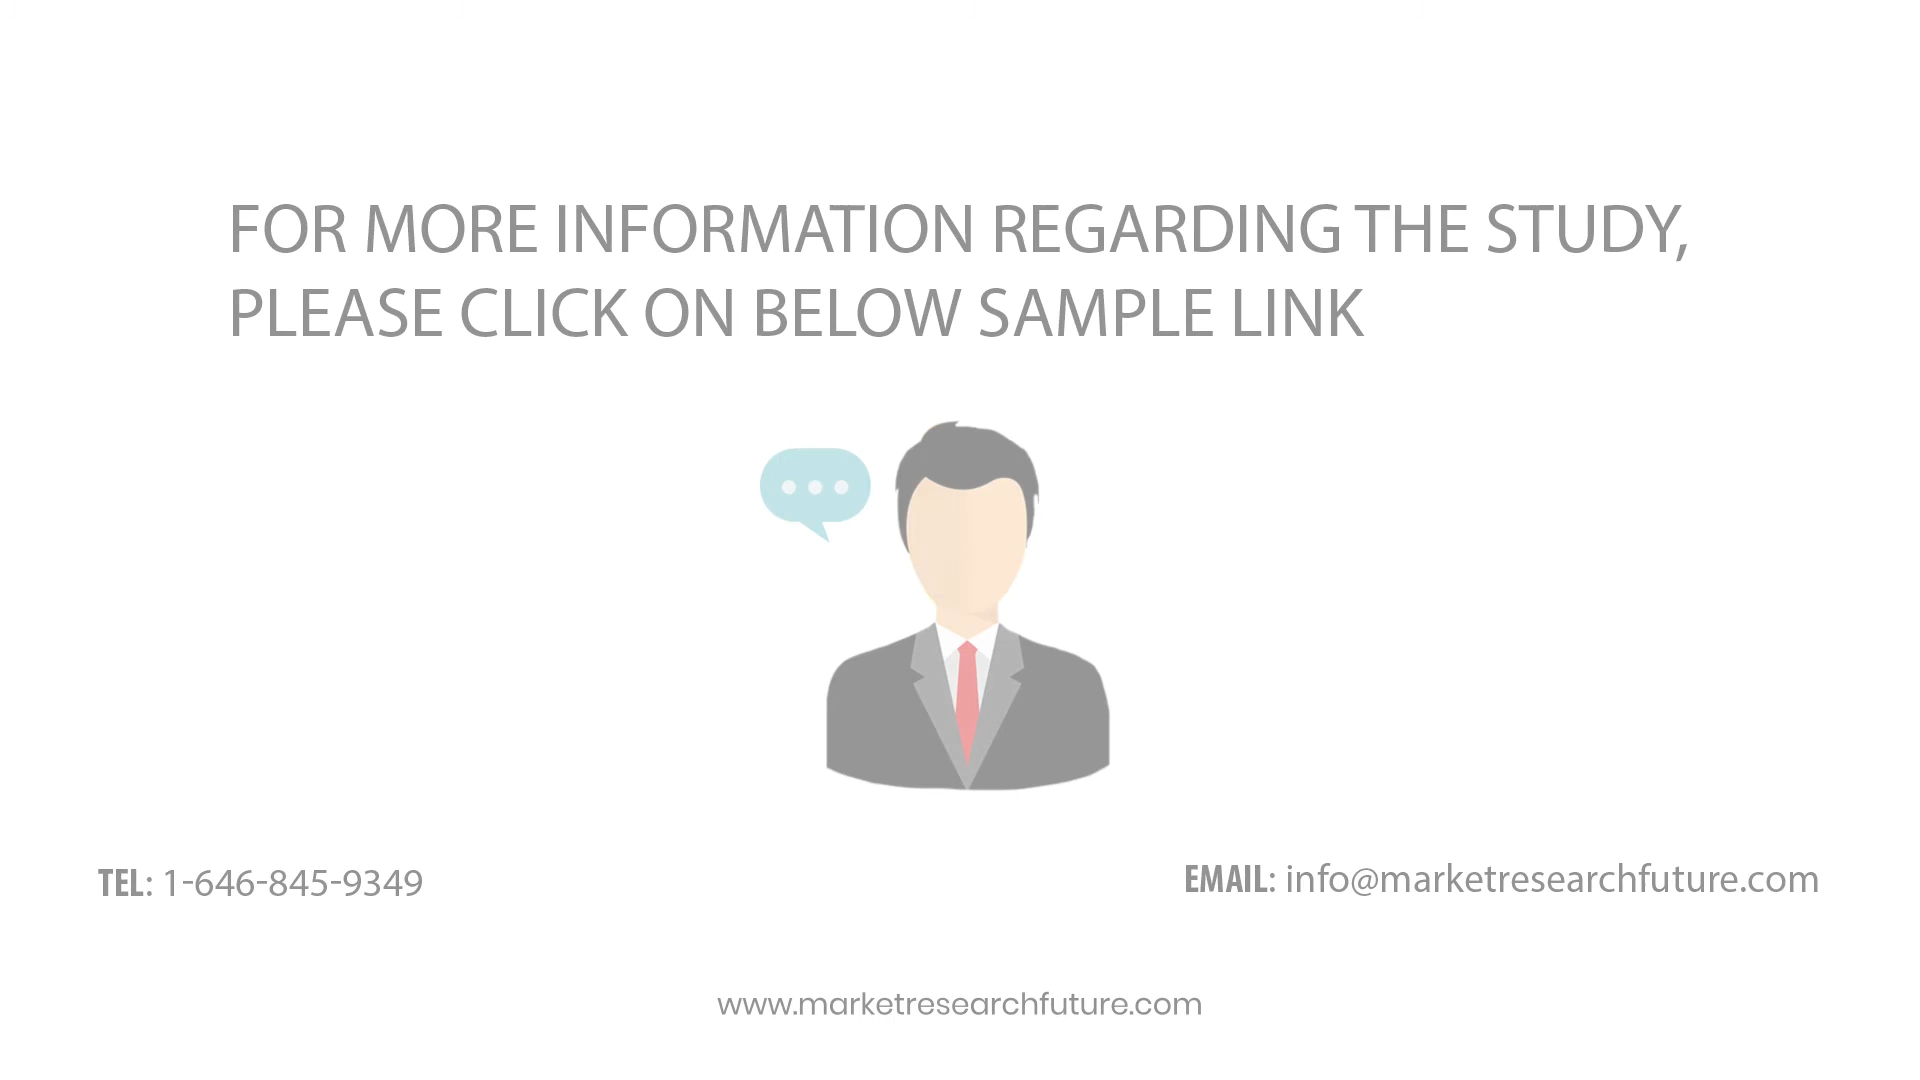 FOR MORE INFORMATION REGARDING THE STUDY,
PLEASE CLICK ON BELOW SAMPLE LINK
TEL: 1-646-845-9349
EMAIL: info@marketresearchfuture.com
www.marketresearchfuture.com